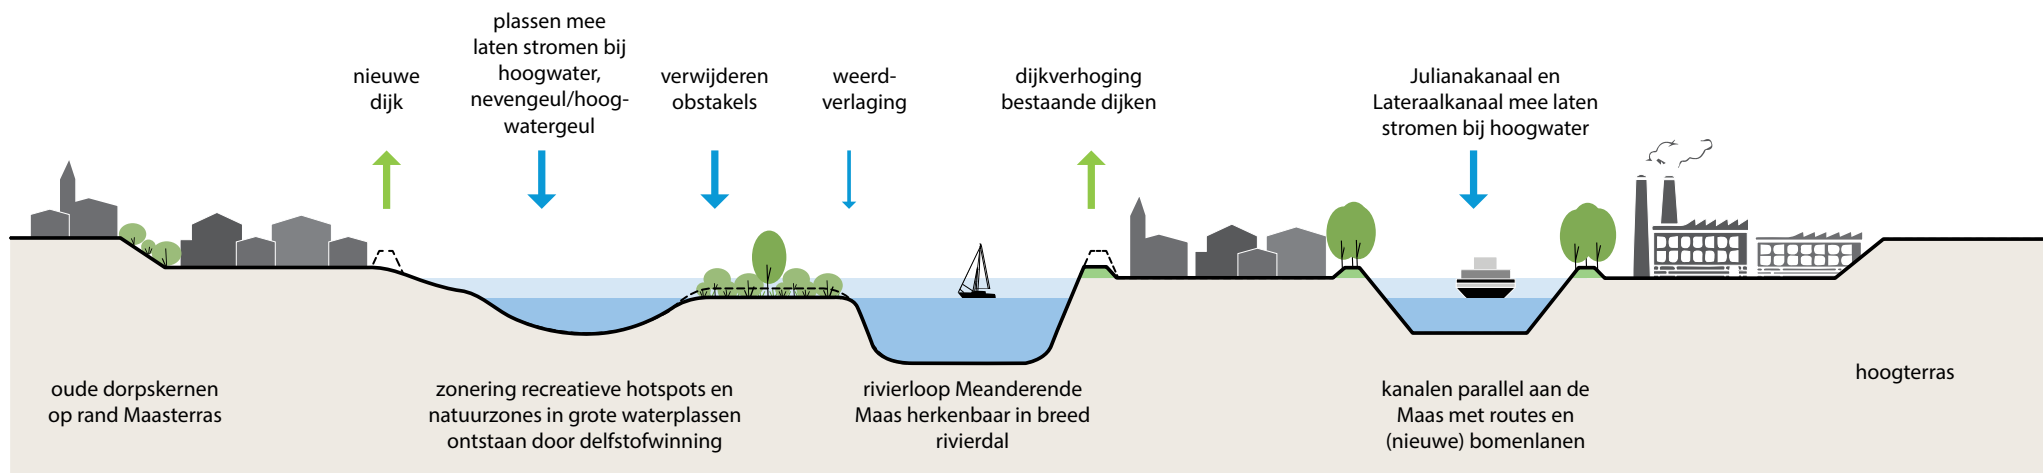 nieuwe
dijk
plassen mee
laten stromen bij
hoogwater,
nevengeul/hoog-
watergeul
verwijderen
obstakels
weerd-
verlaging
dijkverhoging
bestaande dijken
Julianakanaal en
Lateraalkanaal mee laten
stromen bij hoogwater
oude dorpskernen
op rand Maasterras
zonering recreatieve hotspots en
natuurzones in grote waterplassen
ontstaan door delfstofwinning
rivierloop Meanderende
Maas herkenbaar in breed
rivierdal
kanalen parallel aan de
Maas met routes en
(nieuwe) bomenlanen
hoogterras